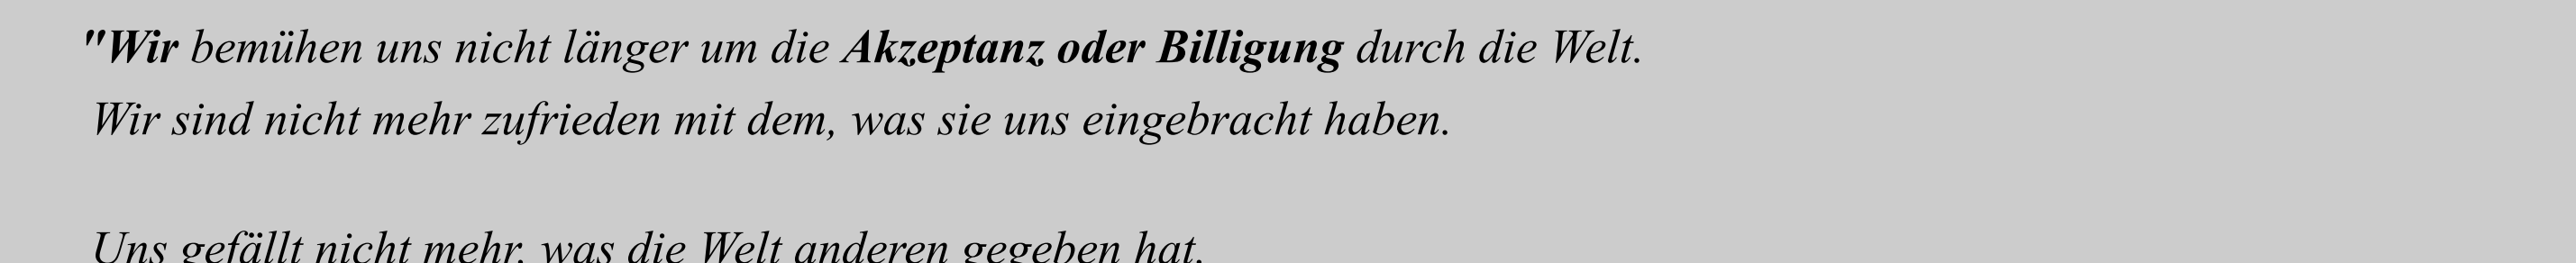 "Wir bemühen uns nicht länger um die Akzeptanz oder Billigung durch die Welt.
Wir sind nicht mehr zufrieden mit dem, was sie uns eingebracht haben.
Uns gefällt nicht mehr, was die Welt anderen gegeben hat.